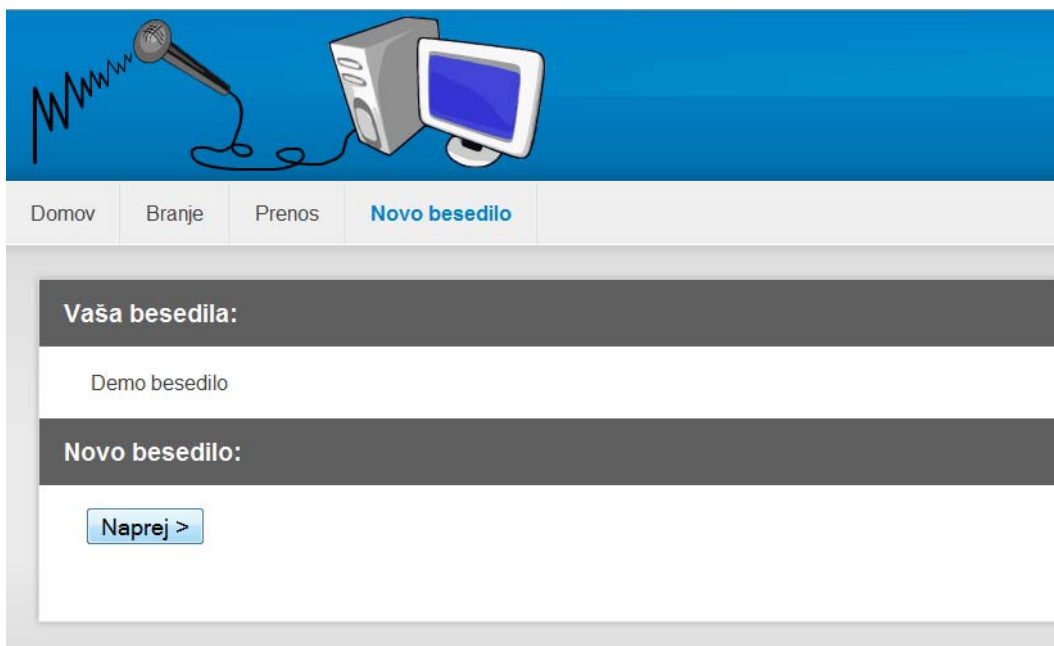 Domov Branje Prenos Novo besedilo
Vaša besedila:
Demo besedilo
Novo besedilo:
Naprej >